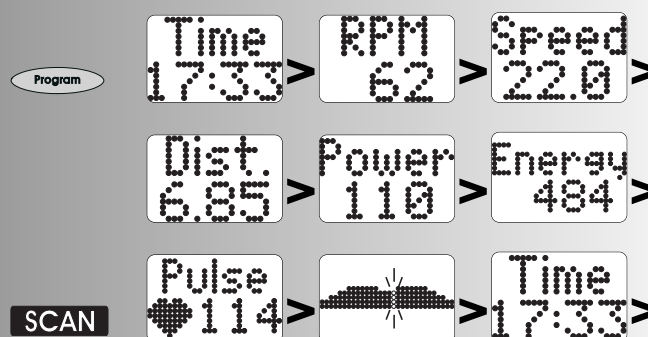 Program
Time
17:33
>
RPM
62
>
Speed
22.0
>
Dist.
6.85
>
Power
110
>
Energy
484
>
SCAN
Pulse
114
>
>
Time
17:33
>